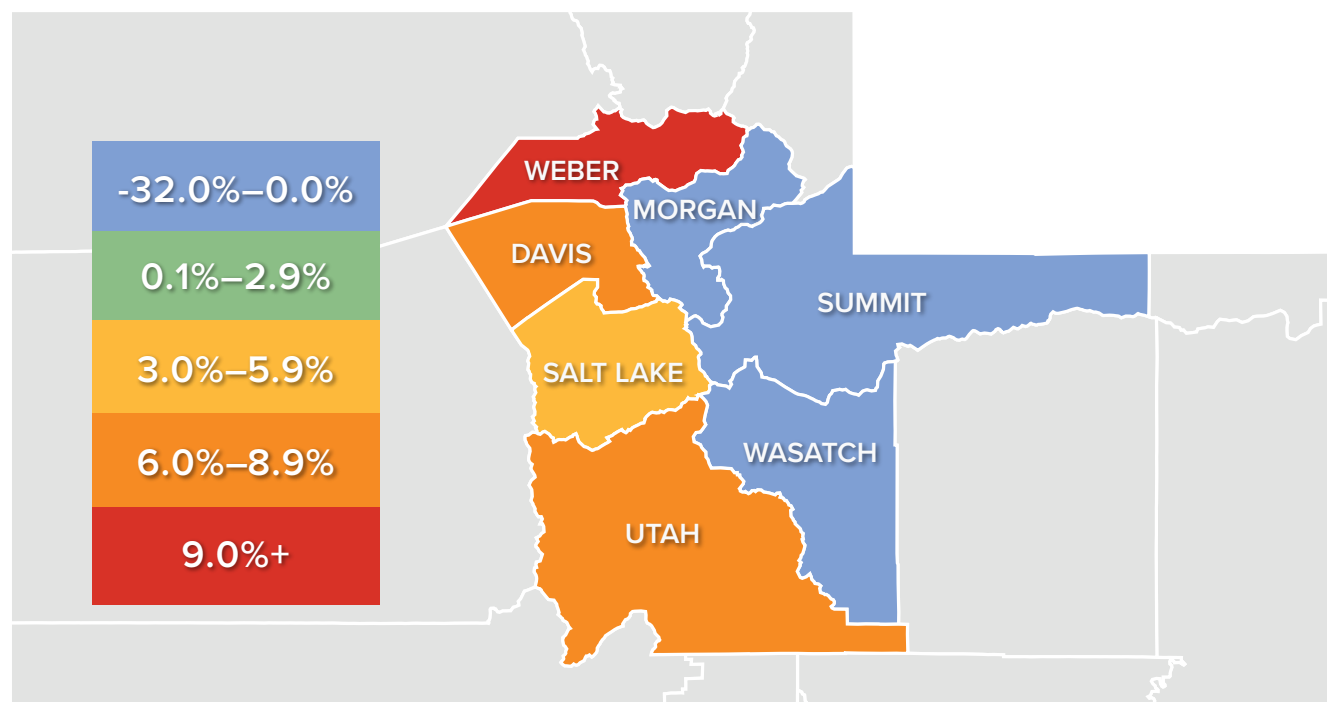 -32.0%–0.0%
0.1%–2.9%
3.0%–5.9%
6.0%–8.9%
9.0%+
WEBER
MORGAN
DAVIS
SUMMIT
SALT LAKE
WASATCH
UTAH